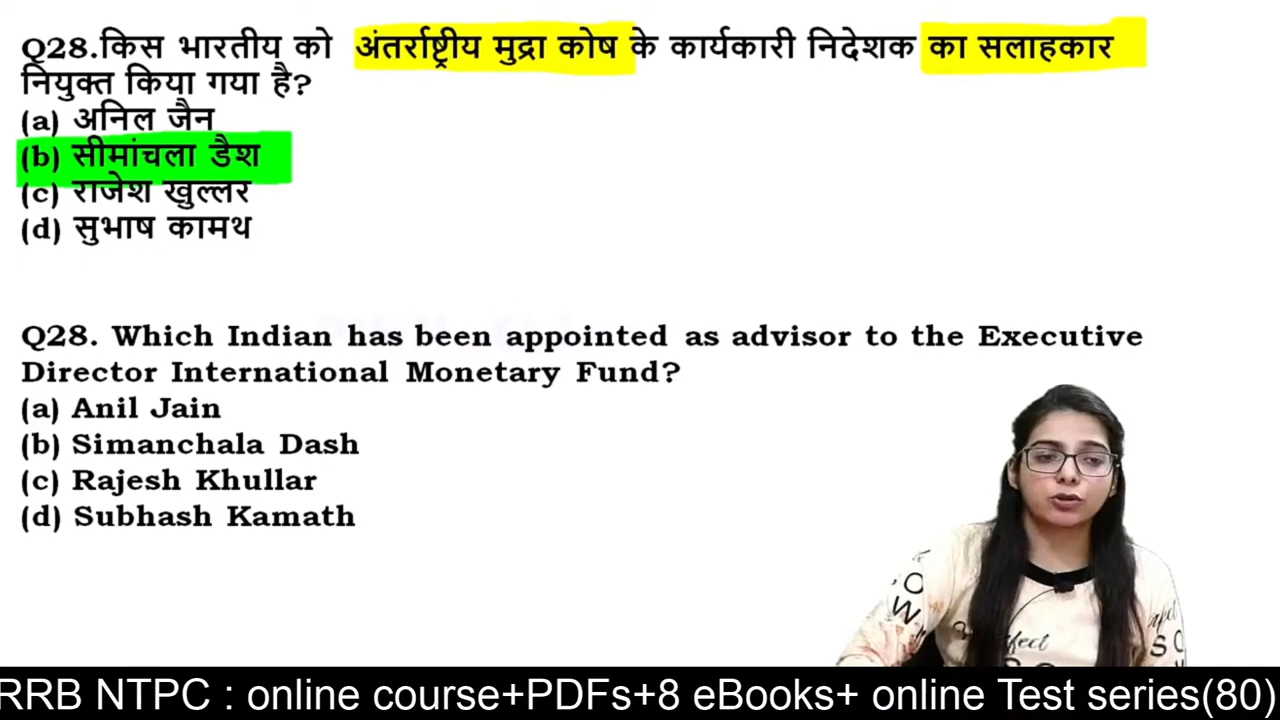 Q28.किस भारतीय को अंतर्राष्ट्रीय मुद्रा कोष के कार्यकारी निदेशक का सलाहकार
नियुक्त किया गया है?
(a) अनिल जैन
(b) सीमांचला डैश
(c) राजेश खुल्लर
(d) सुभाष कामथ
Q28. Which Indian has been appointed as advisor to the Executive
Director International Monetary Fund?
(a) Anil Jain
(b) Simanchala Dash
(c) Rajesh Khullar
(d) Subhash Kamath
RRB NTPC : online course+PDFs+8 eBooks+ online Test series(80)